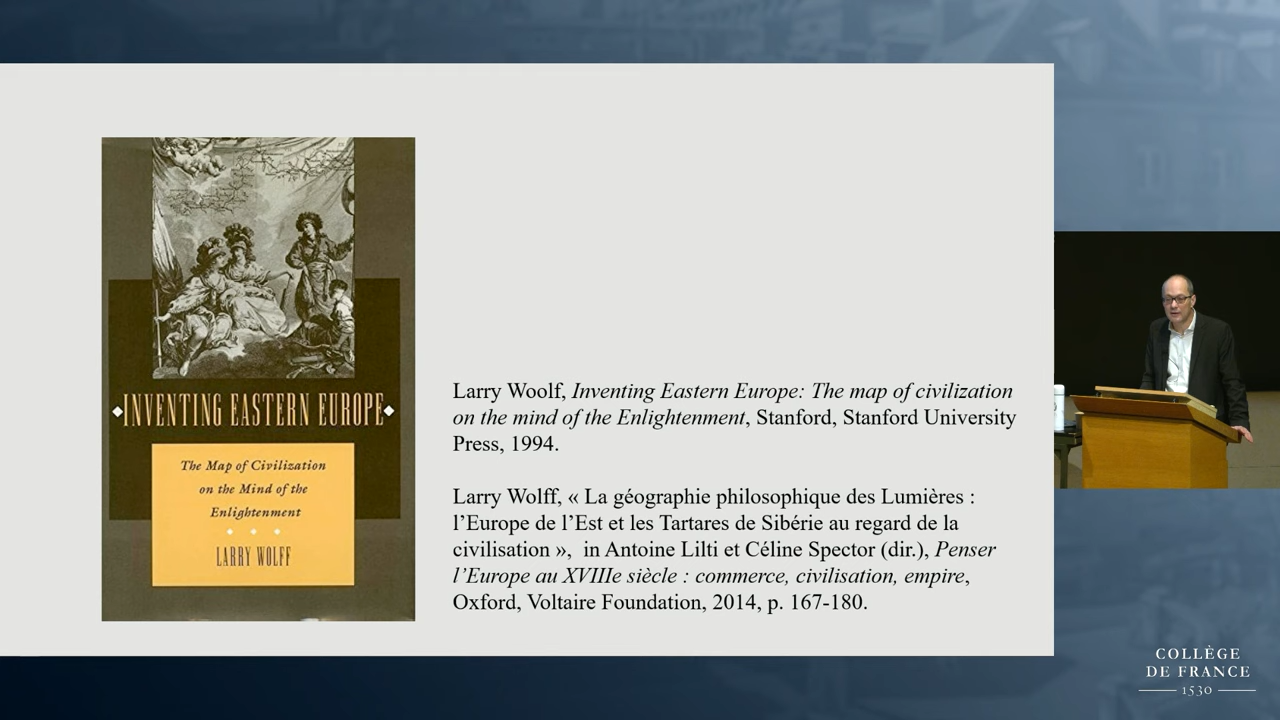 INVENTING EASTERN EUROPE
The Map of Civilization
on the Mind of the
Enlightenment
LARRY WOLFF
Larry Woolf, Inventing Eastern Europe: The map of civilization
on the mind of the Enlightenment, Stanford, Stanford University
Press, 1994.
Larry Wolff, « La géographie philosophique des Lumières :
l’Europe de l’Est et les Tartares de Sibérie au regard de la
civilisation », in Antoine Lilti et Céline Spector (dir.), Penser
l’Europe au XVIIIe siècle : commerce, civilisation, empire,
Oxford, Voltaire Foundation, 2014, p. 167-180.
COLLÈGE
DE FRANCE
1530